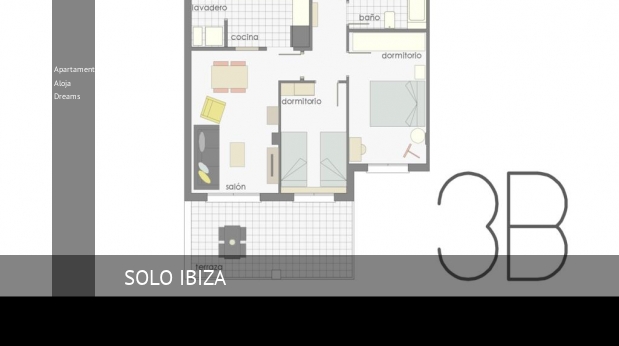 lavadero
baño
cocina
dormitorio
Apartament
Aloja
Dreams
dormitorio
salón
3B
terraza
SOLO IBIZA